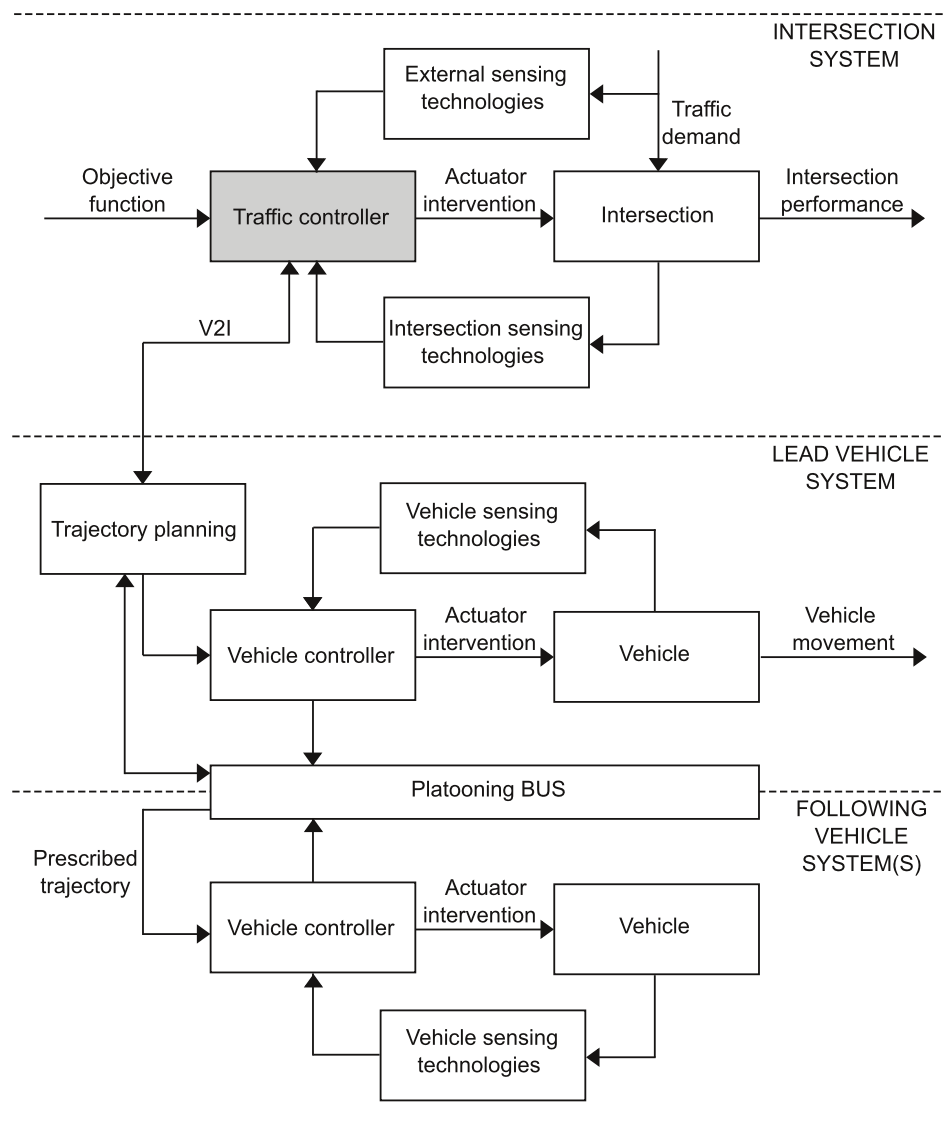 INTERSECTION
SYSTEM
External sensing
technologies
Traffic
demand
Objective
function
Traffic controller
Actuator
intervention
Intersection
Intersection
performance
V2I
Intersection sensing
technologies
LEAD VEHICLE
SYSTEM
Trajectory planning
Vehicle sensing
technologies
Vehicle controller
Actuator
intervention
Vehicle
Vehicle
movement
Platooning BUS
FOLLOWING
VEHICLE
SYSTEM(S)
Prescribed
trajectory
Vehicle controller
Actuator
intervention
Vehicle
Vehicle sensing
technologies